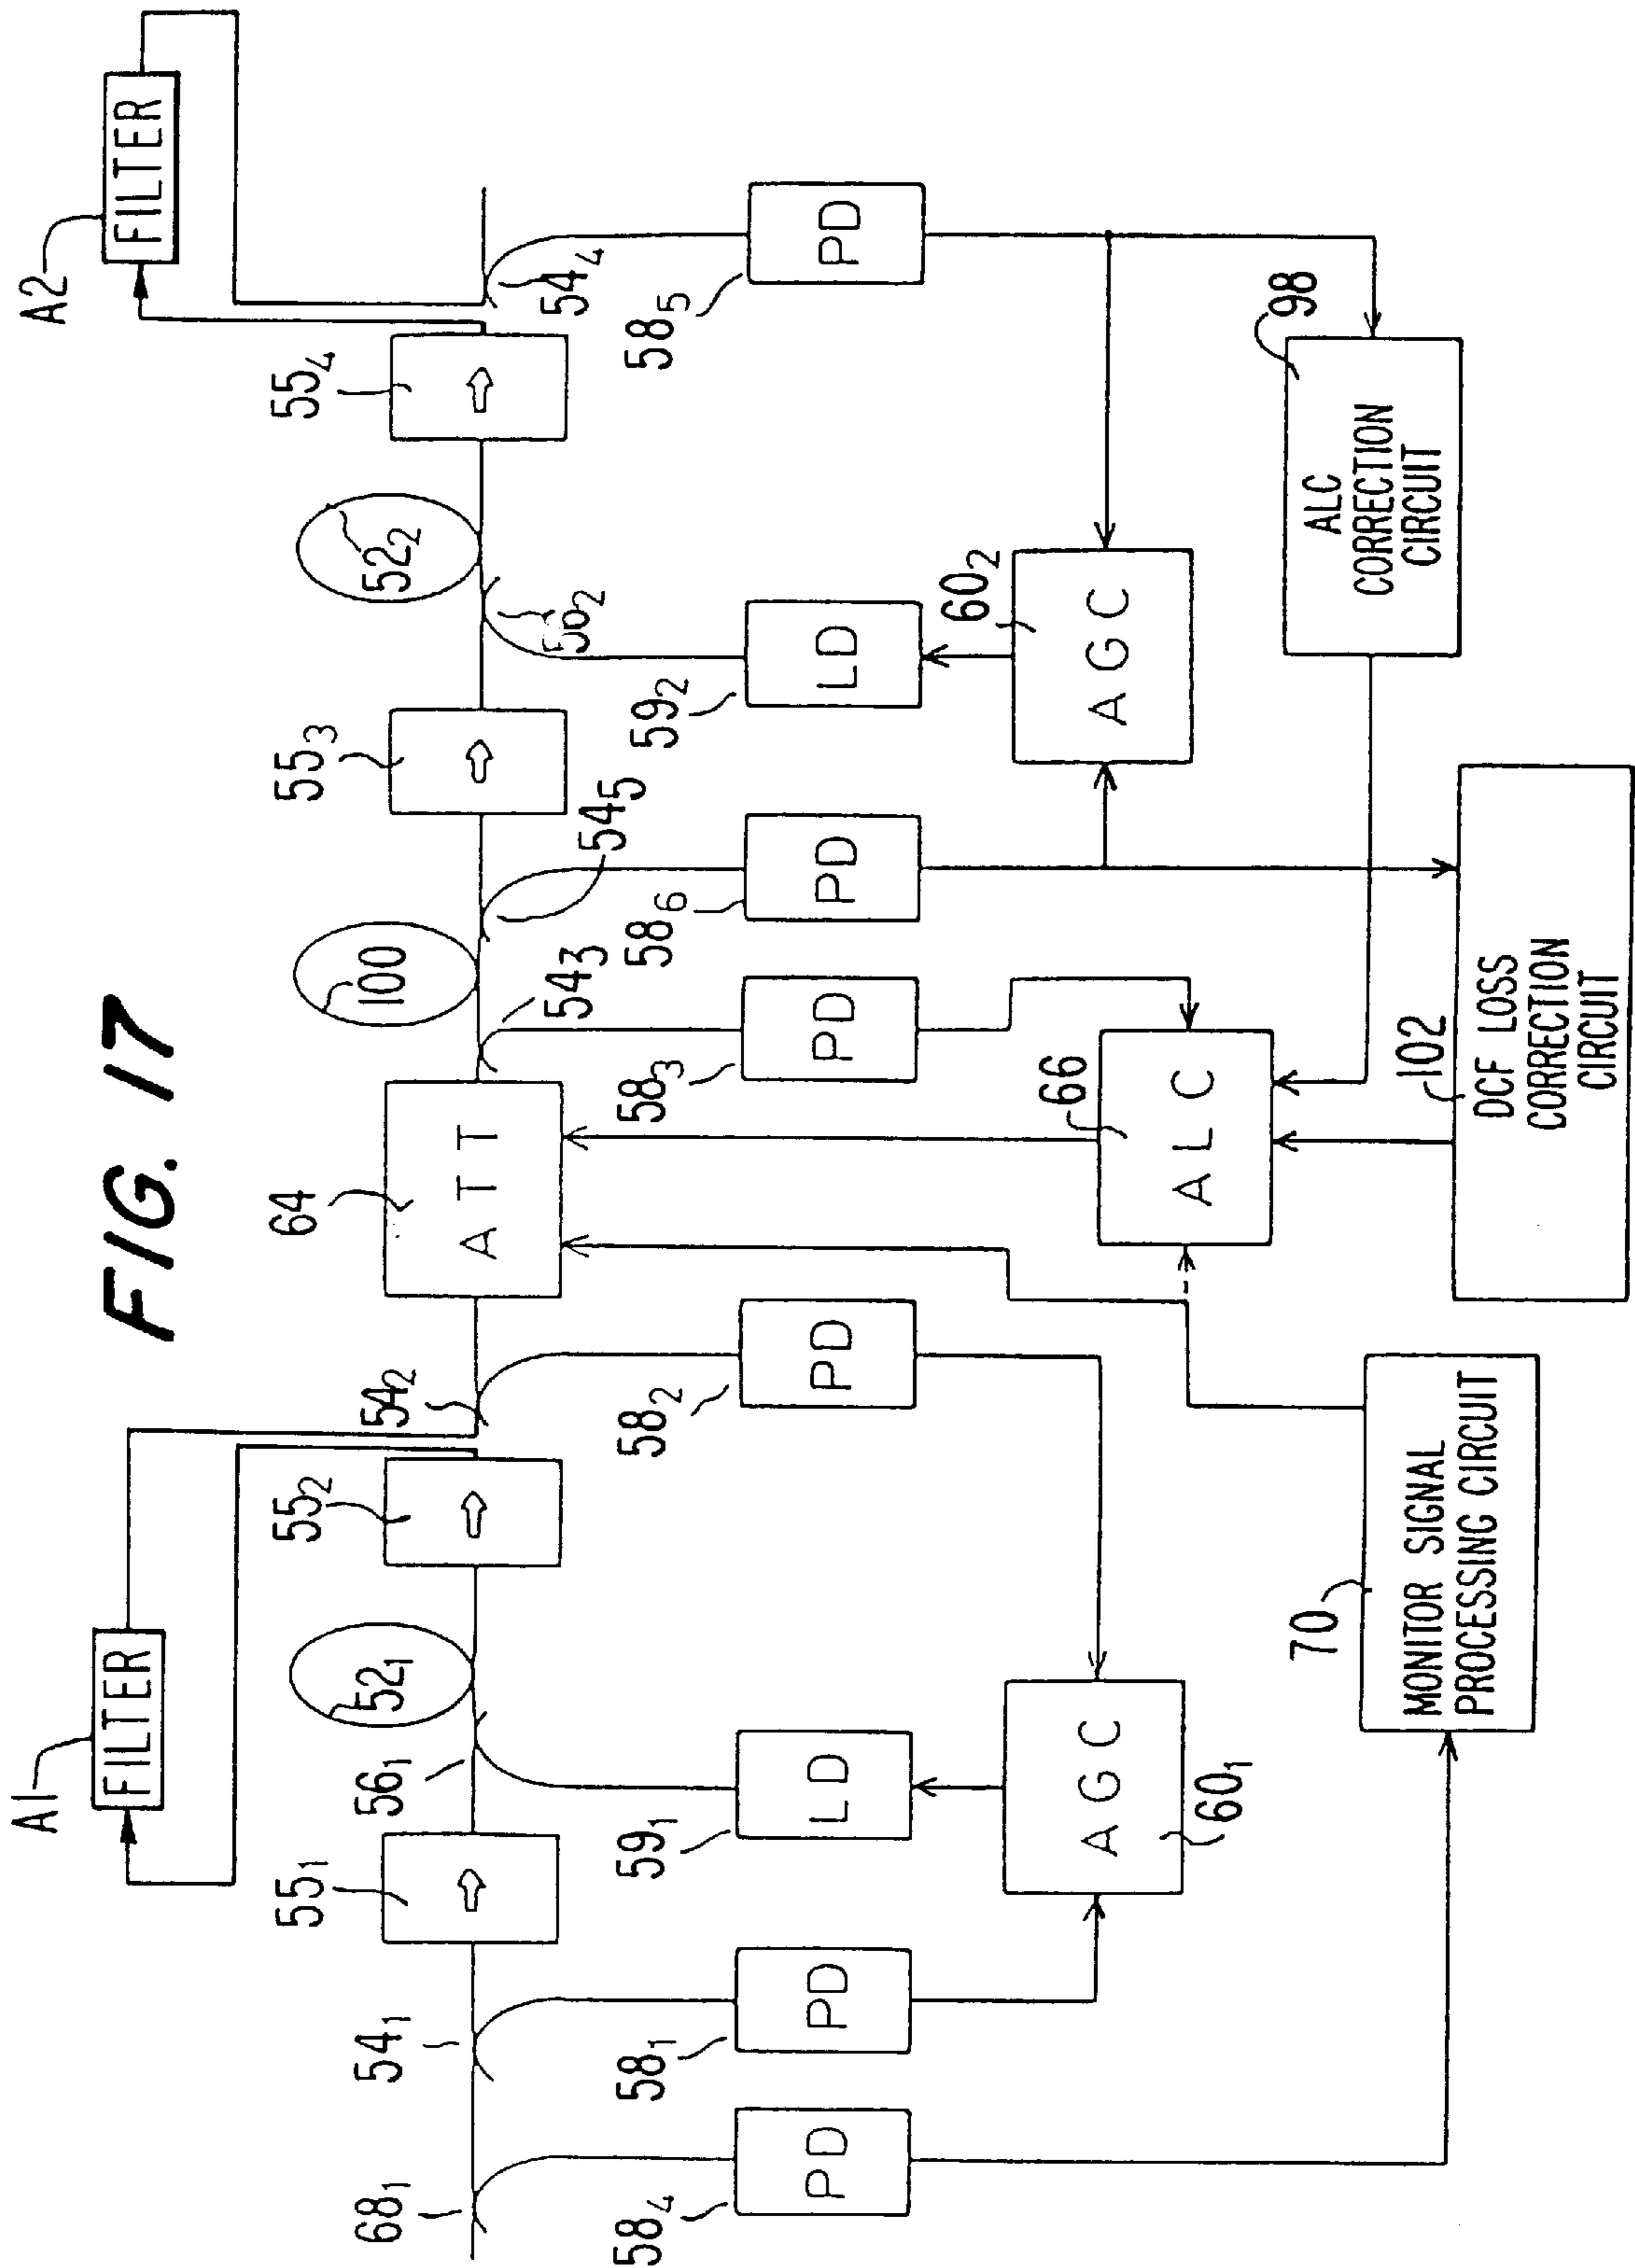 FIG. 17
A1
FILTER
A2
FILTER
68₁
54₁
55₁
56₁
52₁
55₂
54₂
64
ATT
54₃
100
54₅
55₃
56₂
52₂
55₄
54₄
58₄
PD
58₁
PD
59₁
LD
58₂
PD
58₃
PD
58₆
PD
59₂
LD
58₅
PD
AGC
60₁
66
ALC
AGC
60₂
98
ALC
CORRECTION
CIRCUIT
70
MONITOR SIGNAL
PROCESSING CIRCUIT
102
DCF LOSS
CORRECTION
CIRCUIT